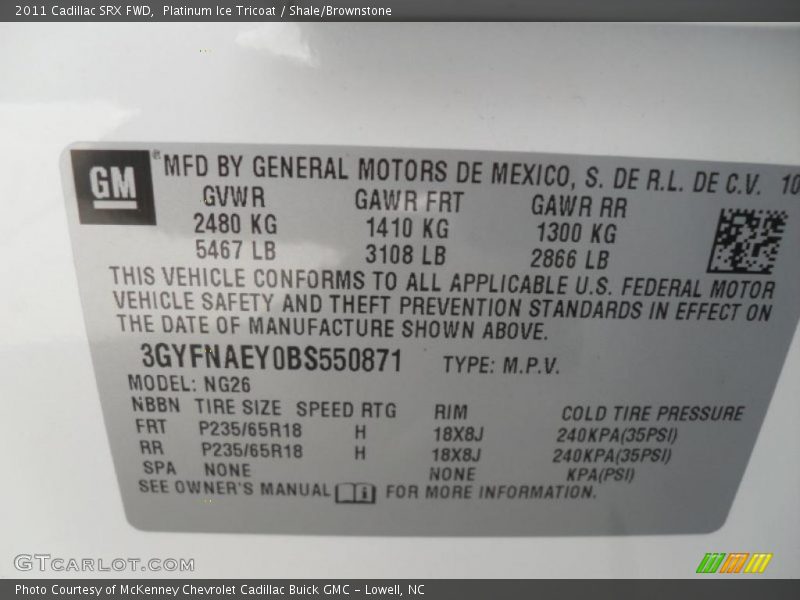 2011 Cadillac SRX FWD,  Platinum Ice Tricoat / Shale/Brownstone
GM ® MFD BY GENERAL MOTORS DE MEXICO, S. DE R.L. DE C.V. 10
GVWR GAWR FRT GAWR RR
2480 KG 1410 KG 1300 KG
5467 LB 3108 LB 2866 LB
THIS VEHICLE CONFORMS TO ALL APPLICABLE U.S. FEDERAL MOTOR
VEHICLE SAFETY AND THEFT PREVENTION STANDARDS IN EFFECT ON
THE DATE OF MANUFACTURE SHOWN ABOVE.
3GYFNAEY0BS550871 TYPE: M.P.V.
MODEL: NG26
NBBN TIRE SIZE SPEED RTG RIM COLD TIRE PRESSURE
FRT P235/65R18 H 18X8J 240KPA(35PSI)
RR P235/65R18 H 18X8J 240KPA(35PSI)
SPA NONE NONE KPA(PSI)
SEE OWNER'S MANUAL i FOR MORE INFORMATION.
GTCarLot.com
Photo Courtesy of McKenney Chevrolet Cadillac Buick GMC - Lowell, NC